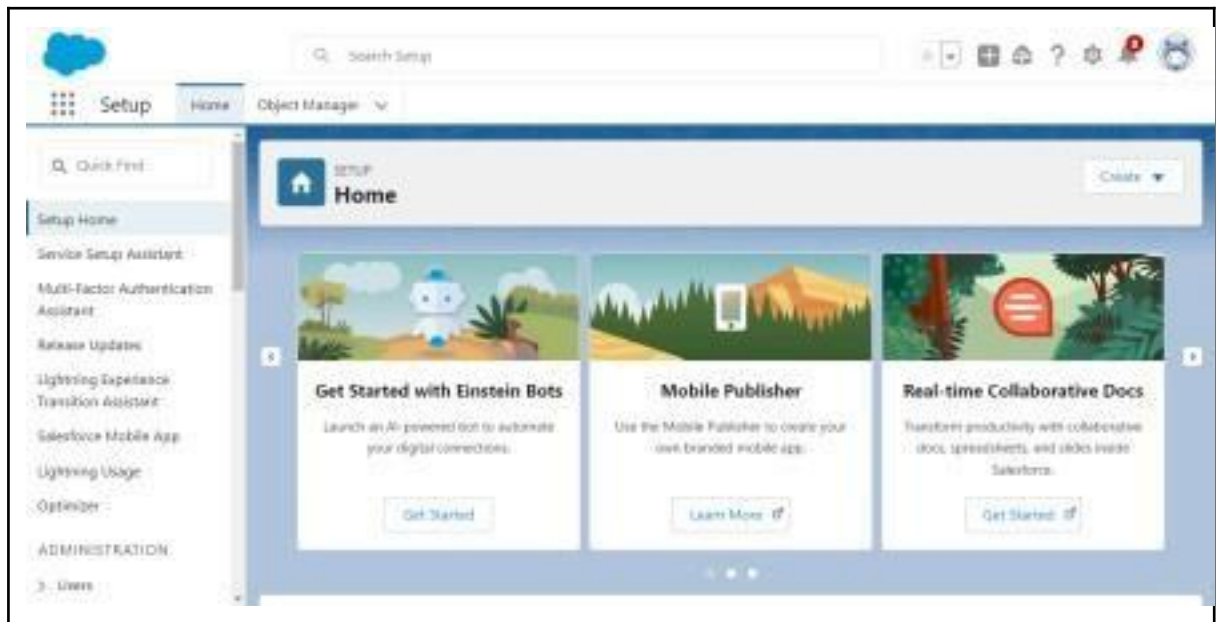 Search Setup
Setup
Home
Object Manager
Quick Find
SETUP
Home
Create
Setup Home
Service Setup Assistant
Multi-Factor Authentication
Assistant
Release Updates
Lightning Experience
Transition Assistant
Salesforce Mobile App
Lightning Usage
Optimizer
ADMINISTRATION
Users
Get Started with Einstein Bots
Launch an AI-powered bot to automate
your digital connections.
Get Started
Mobile Publisher
Use the Mobile Publisher to create your
own branded mobile app.
Learn More
Real-time Collaborative Docs
Transform productivity with collaborative
docs, spreadsheets, and slides inside
Salesforce.
Get Started